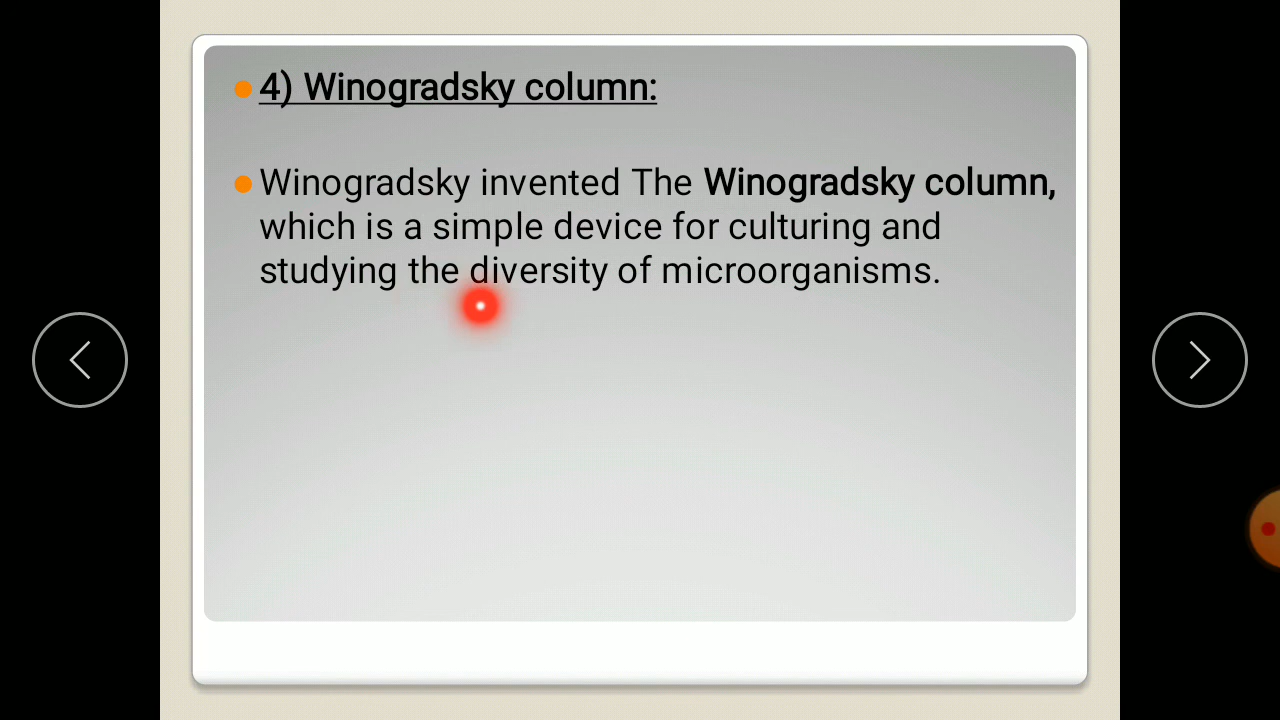 4) Winogradsky column:
Winogradsky invented The Winogradsky column,
which is a simple device for culturing and
studying the diversity of microorganisms.